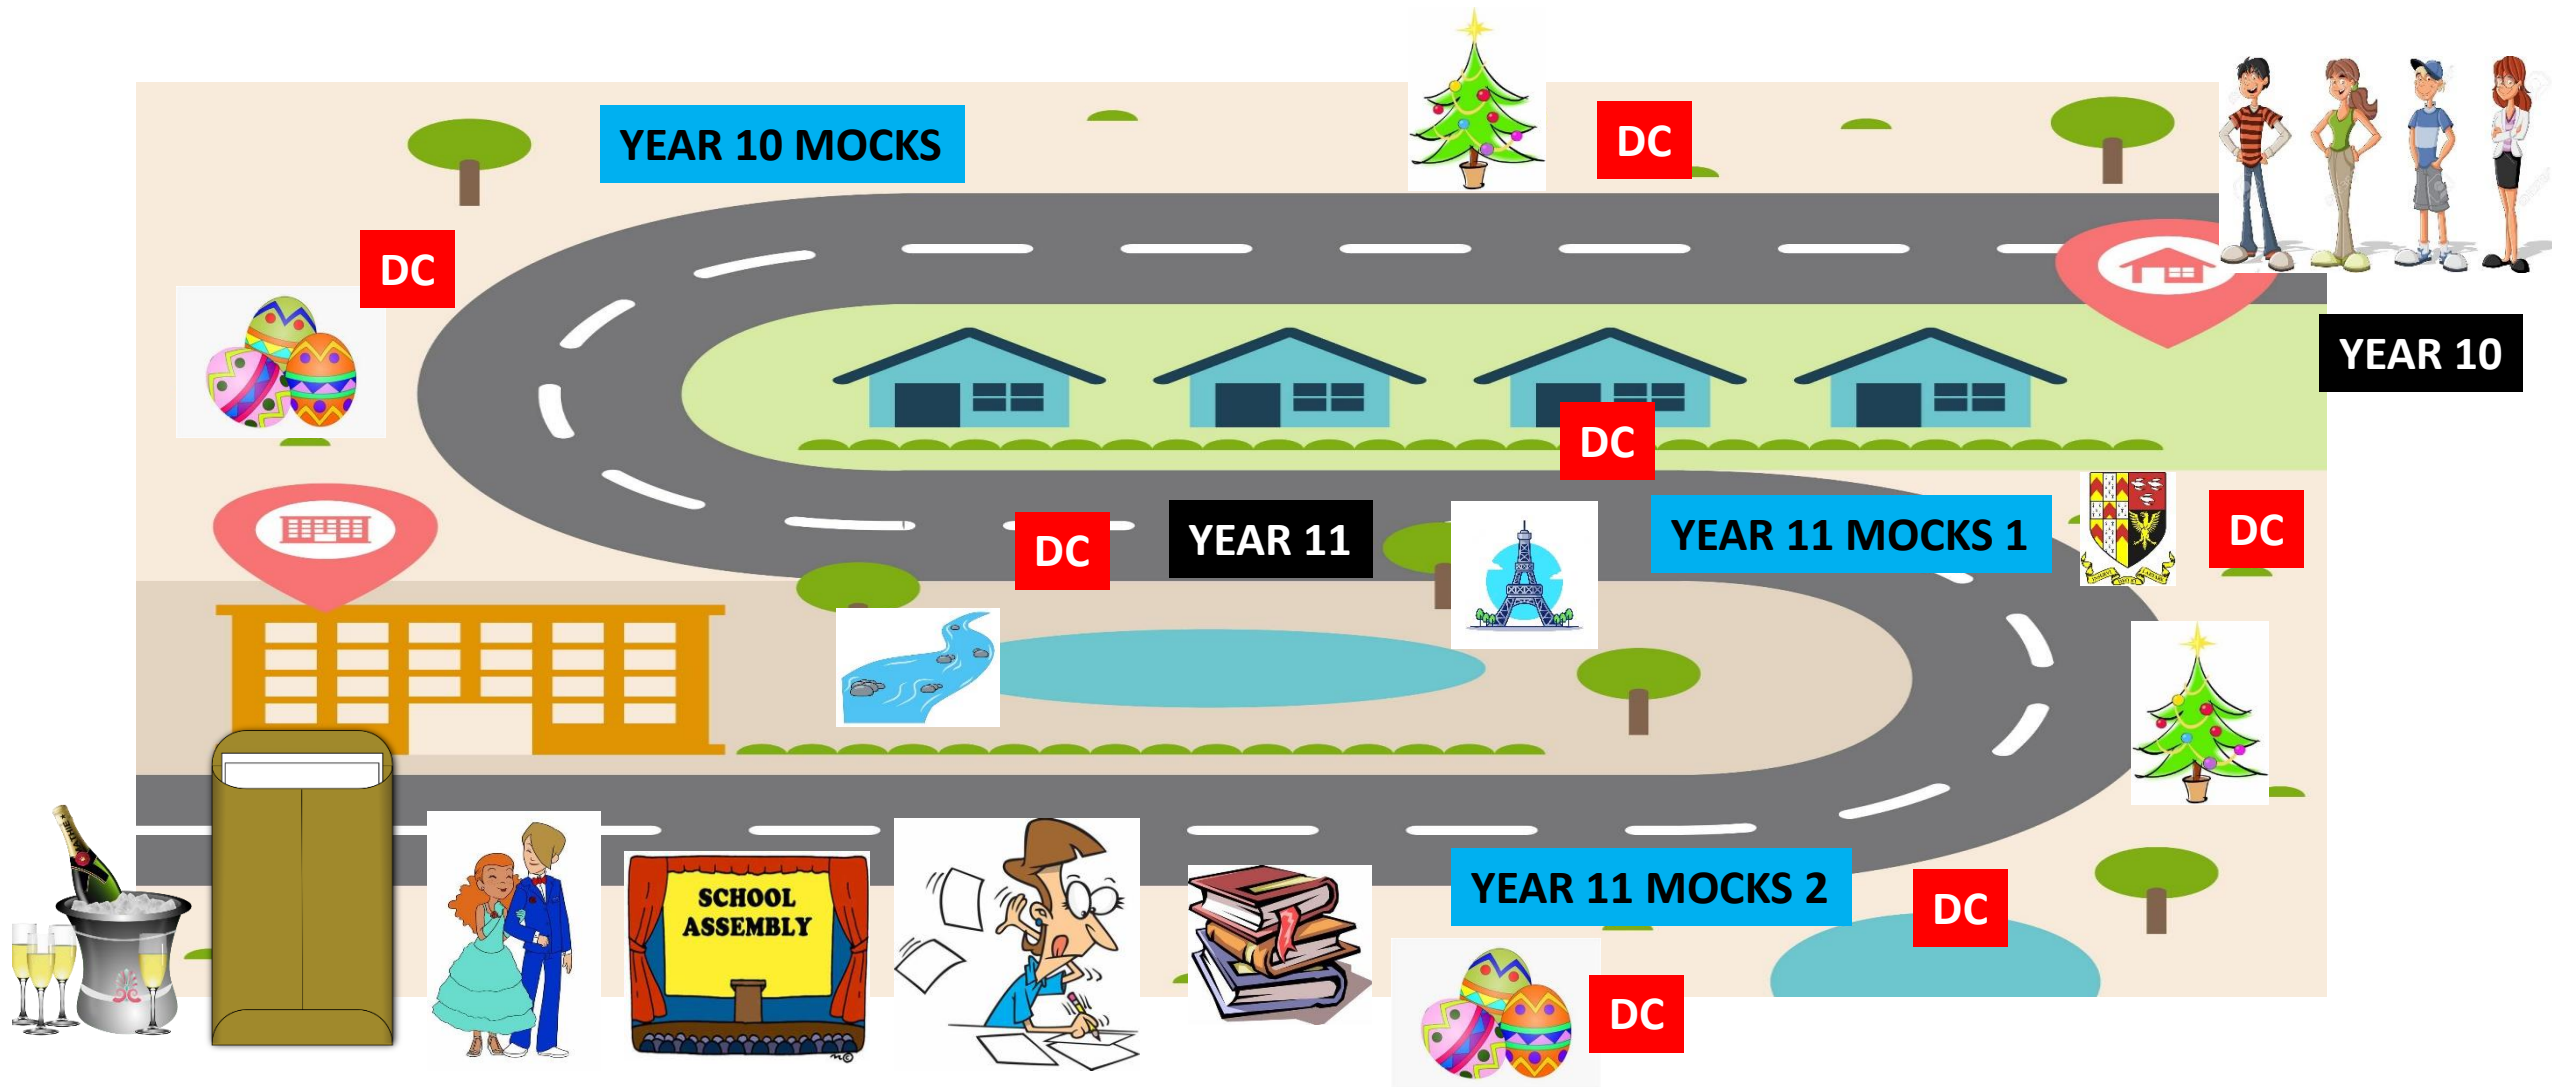 YEAR 10 MOCKS
DC
DC
YEAR 10
DC
DC
YEAR 11
YEAR 11 MOCKS 1
DC
SCHOOL
ASSEMBLY
YEAR 11 MOCKS 2
DC
DC